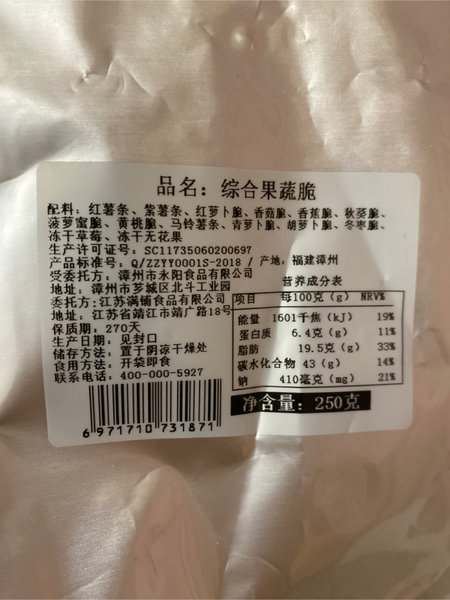 品名：综合果蔬脆
配料：红薯条、紫薯条、红萝卜脆、香菇脆、香蕉脆、秋葵脆、
菠萝蜜脆、黄桃脆、马铃薯条、青萝卜脆、胡萝卜脆、冬枣脆、
冻干草莓、冻干无花果
生产许可证号：SC11735060200697
产品标准号：Q/ZZYY0001S-2018 / 产地：福建漳州
受委托方：漳州市永阳食品有限公司
地址：漳州市芗城区北斗工业园
委托方：江苏满铺食品有限公司
地址：江苏省靖江市靖广路18号
保质期：270天
生产日期：见封口
储存方法：置于阴凉干燥处
食用方法：开袋即食
联系电话：400-000-5927
营养成分表
项目 每100克(g) NRV%
能量 1601千焦(kJ) 19%
蛋白质 6.4克(g) 11%
脂肪 19.5克(g) 33%
碳水化合物 43(g) 14%
钠 410毫克(mg) 21%
净含量：250克
6971710731871